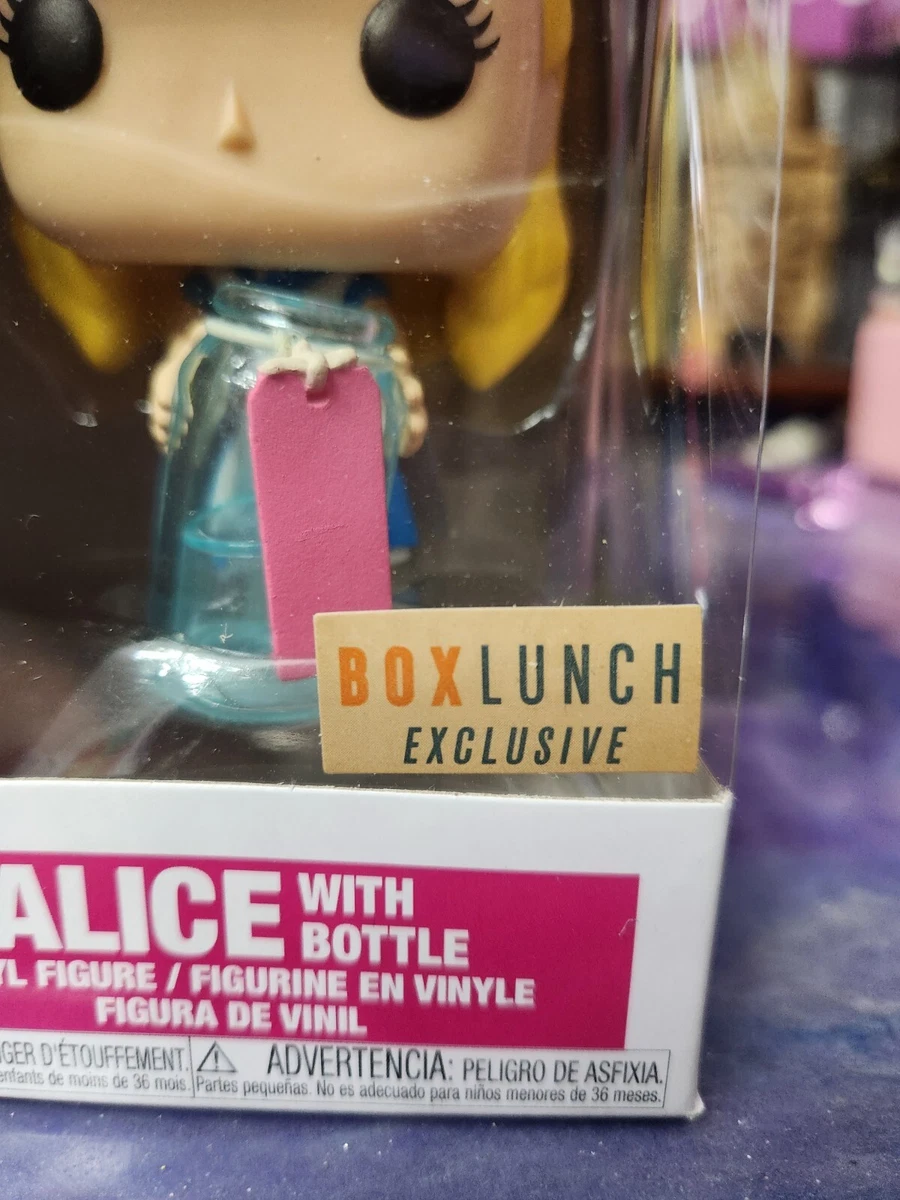 BOXLUNCH
EXCLUSIVE
ALICE WITH
BOTTLE
FIGURE / FIGURINE EN VINYLE
FIGURA DE VINIL
D'ÉTOUFFEMENT. ADVERTENCIA: PELIGRO DE ASFIXIA.
enfants de moins de 36 mois. Partes pequeñas. No es adecuado para niños menores de 36 meses.